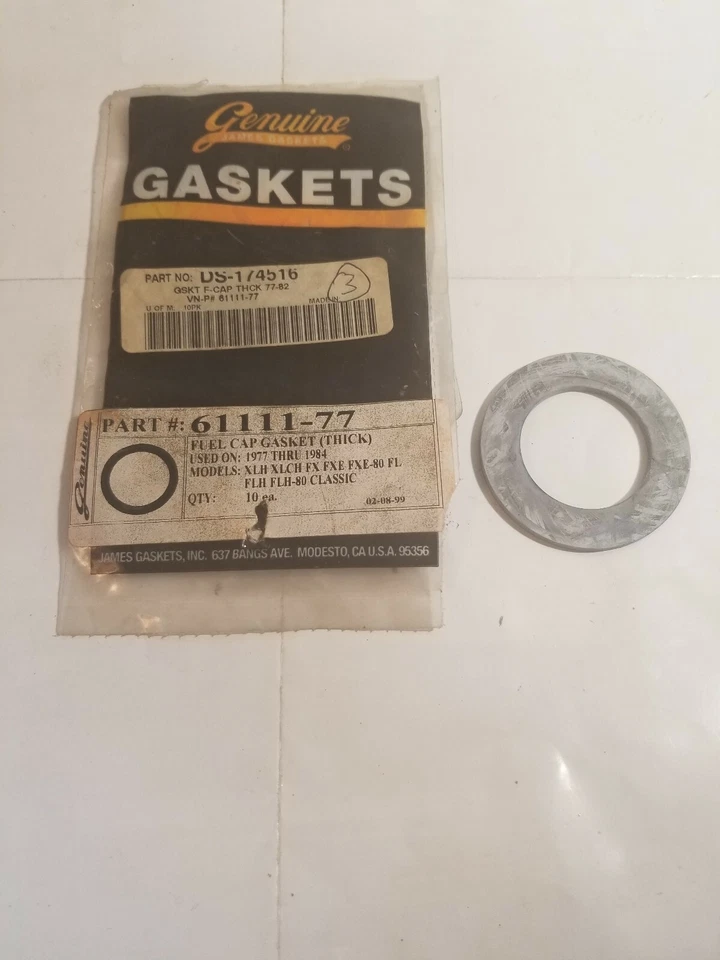 Genuine
JAMES GASKETS
®
GASKETS
PART NO: DS-174516
GSKT F-CAP THCK 77-82
VN-P# 61111-77
U OF M: 10PK MADE IN
3
Genuine
PART #: 61111-77
FUEL CAP GASKET (THICK)
USED ON: 1977 THRU 1984
MODELS: XLH XLCH FX FXE FXE-80 FL
FLH FLH-80 CLASSIC
QTY: 10 ea. 02-08-99
JAMES GASKETS, INC. 637 BANGS AVE. MODESTO, CA U.S.A. 95356